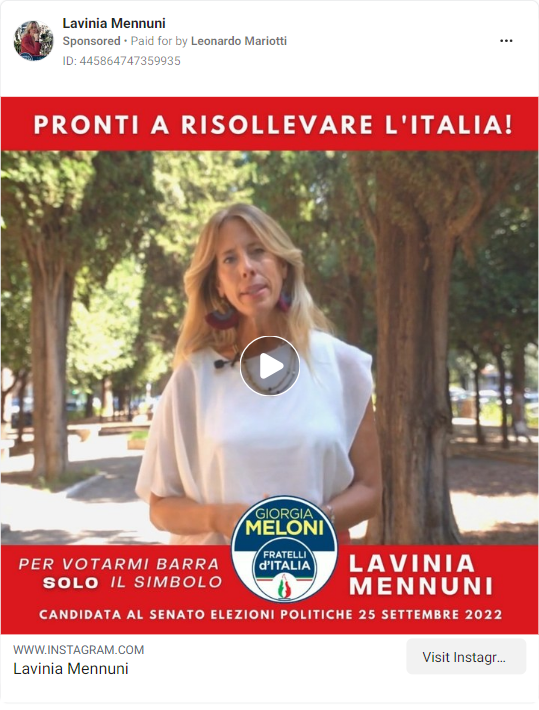 Lavinia Mennuni
Sponsored • Paid for by Leonardo Mariotti
ID: 445864747359935
PRONTI A RISOLLEVARE L'ITALIA!
GIORGIA
MELONI
FRATELLI
d'ITALIA
PER VOTARMI BARRA
SOLO IL SIMBOLO
LAVINIA
MENNUNI
CANDIDATA AL SENATO ELEZIONI POLITICHE 25 SETTEMBRE 2022
WWW.INSTAGRAM.COM
Lavinia Mennuni
Visit Instagr...